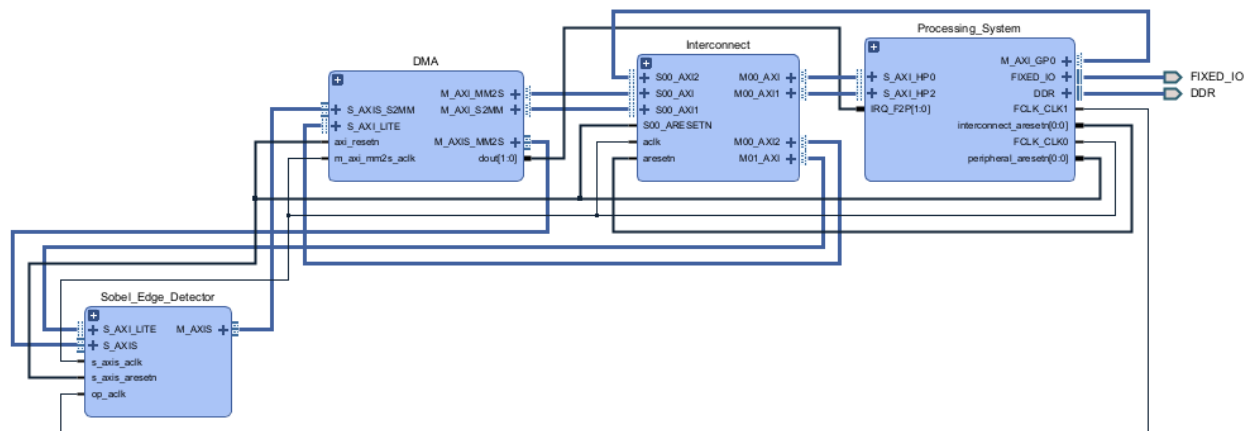 Processing_System
Interconnect
M_AXI_GP0
FIXED_IO
DDR
FCLK_CLK1
interconnect_aresetn[0:0]
FCLK_CLK0
peripheral_aresetn[0:0]
S_AXI_HP0
S_AXI_HP2
IRQ_F2P[1:0]
FIXED_IO
DDR
S00_AXI2
S00_AXI
S00_AXI1
S00_ARESETN
aclk
aresetn
M00_AXI
M00_AXI1
M00_AXI2
M01_AXI
DMA
S_AXIS_S2MM
S_AXI_LITE
axi_resetn
m_axi_mm2s_aclk
M_AXI_MM2S
M_AXI_S2MM
M_AXIS_MM2S
dout[1:0]
Sobel_Edge_Detector
S_AXI_LITE
S_AXIS
s_axis_aclk
s_axis_aresetn
op_aclk
M_AXIS